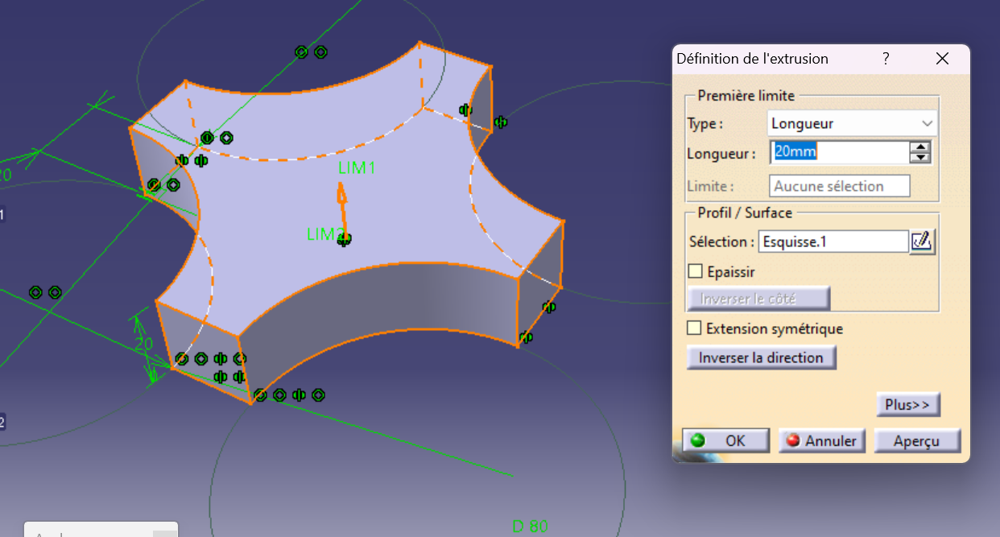 Définition de l'extrusion ? X
Première limite
Type : Longueur
Longueur : 20mm
Limite : Aucune sélection
Profil / Surface
Sélection : Esquisse.1
Epaissir
Inverser le côté
Extension symétrique
Inverser la direction
Plus>>
OK Annuler Aperçu
LIM1
LIM2
20
20
1
2
D 80